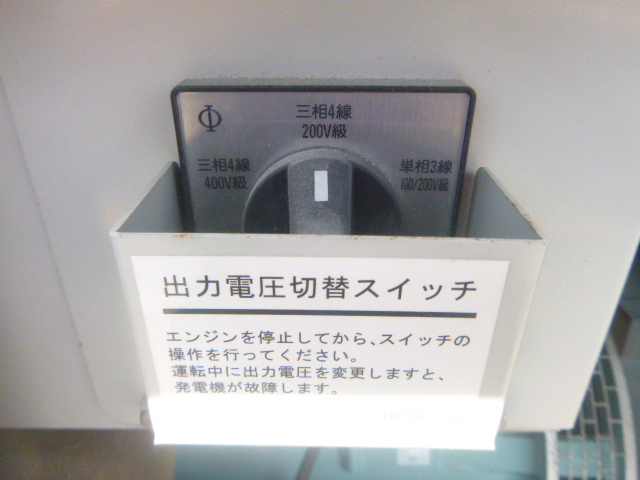 Φ
三相4線
200V級
三相4線
400V級
単相3線
100/200V級
出力電圧切替スイッチ
エンジンを停止してから、スイッチの
操作を行ってください。
運転中に出力電圧を変更しますと、
発電機が故障します。